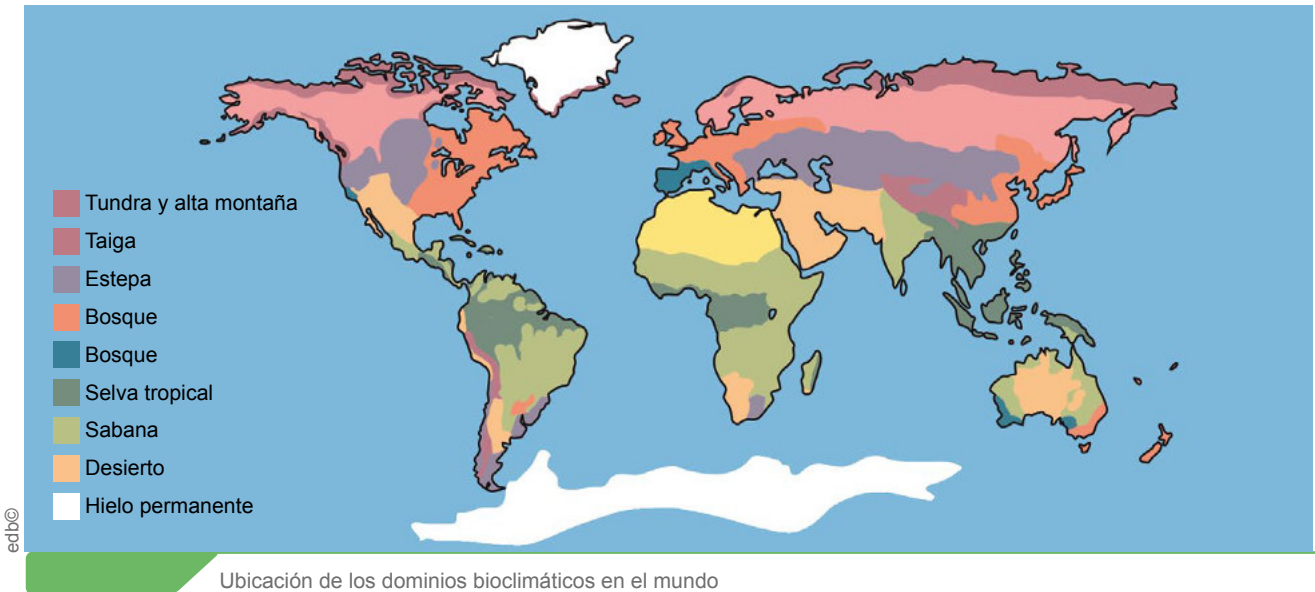 Tundra y alta montaña
Taiga
Estepa
Bosque
Bosque
Selva tropical
Sabana
Desierto
Hielo permanente
edb©
Ubicación de los dominios bioclimáticos en el mundo